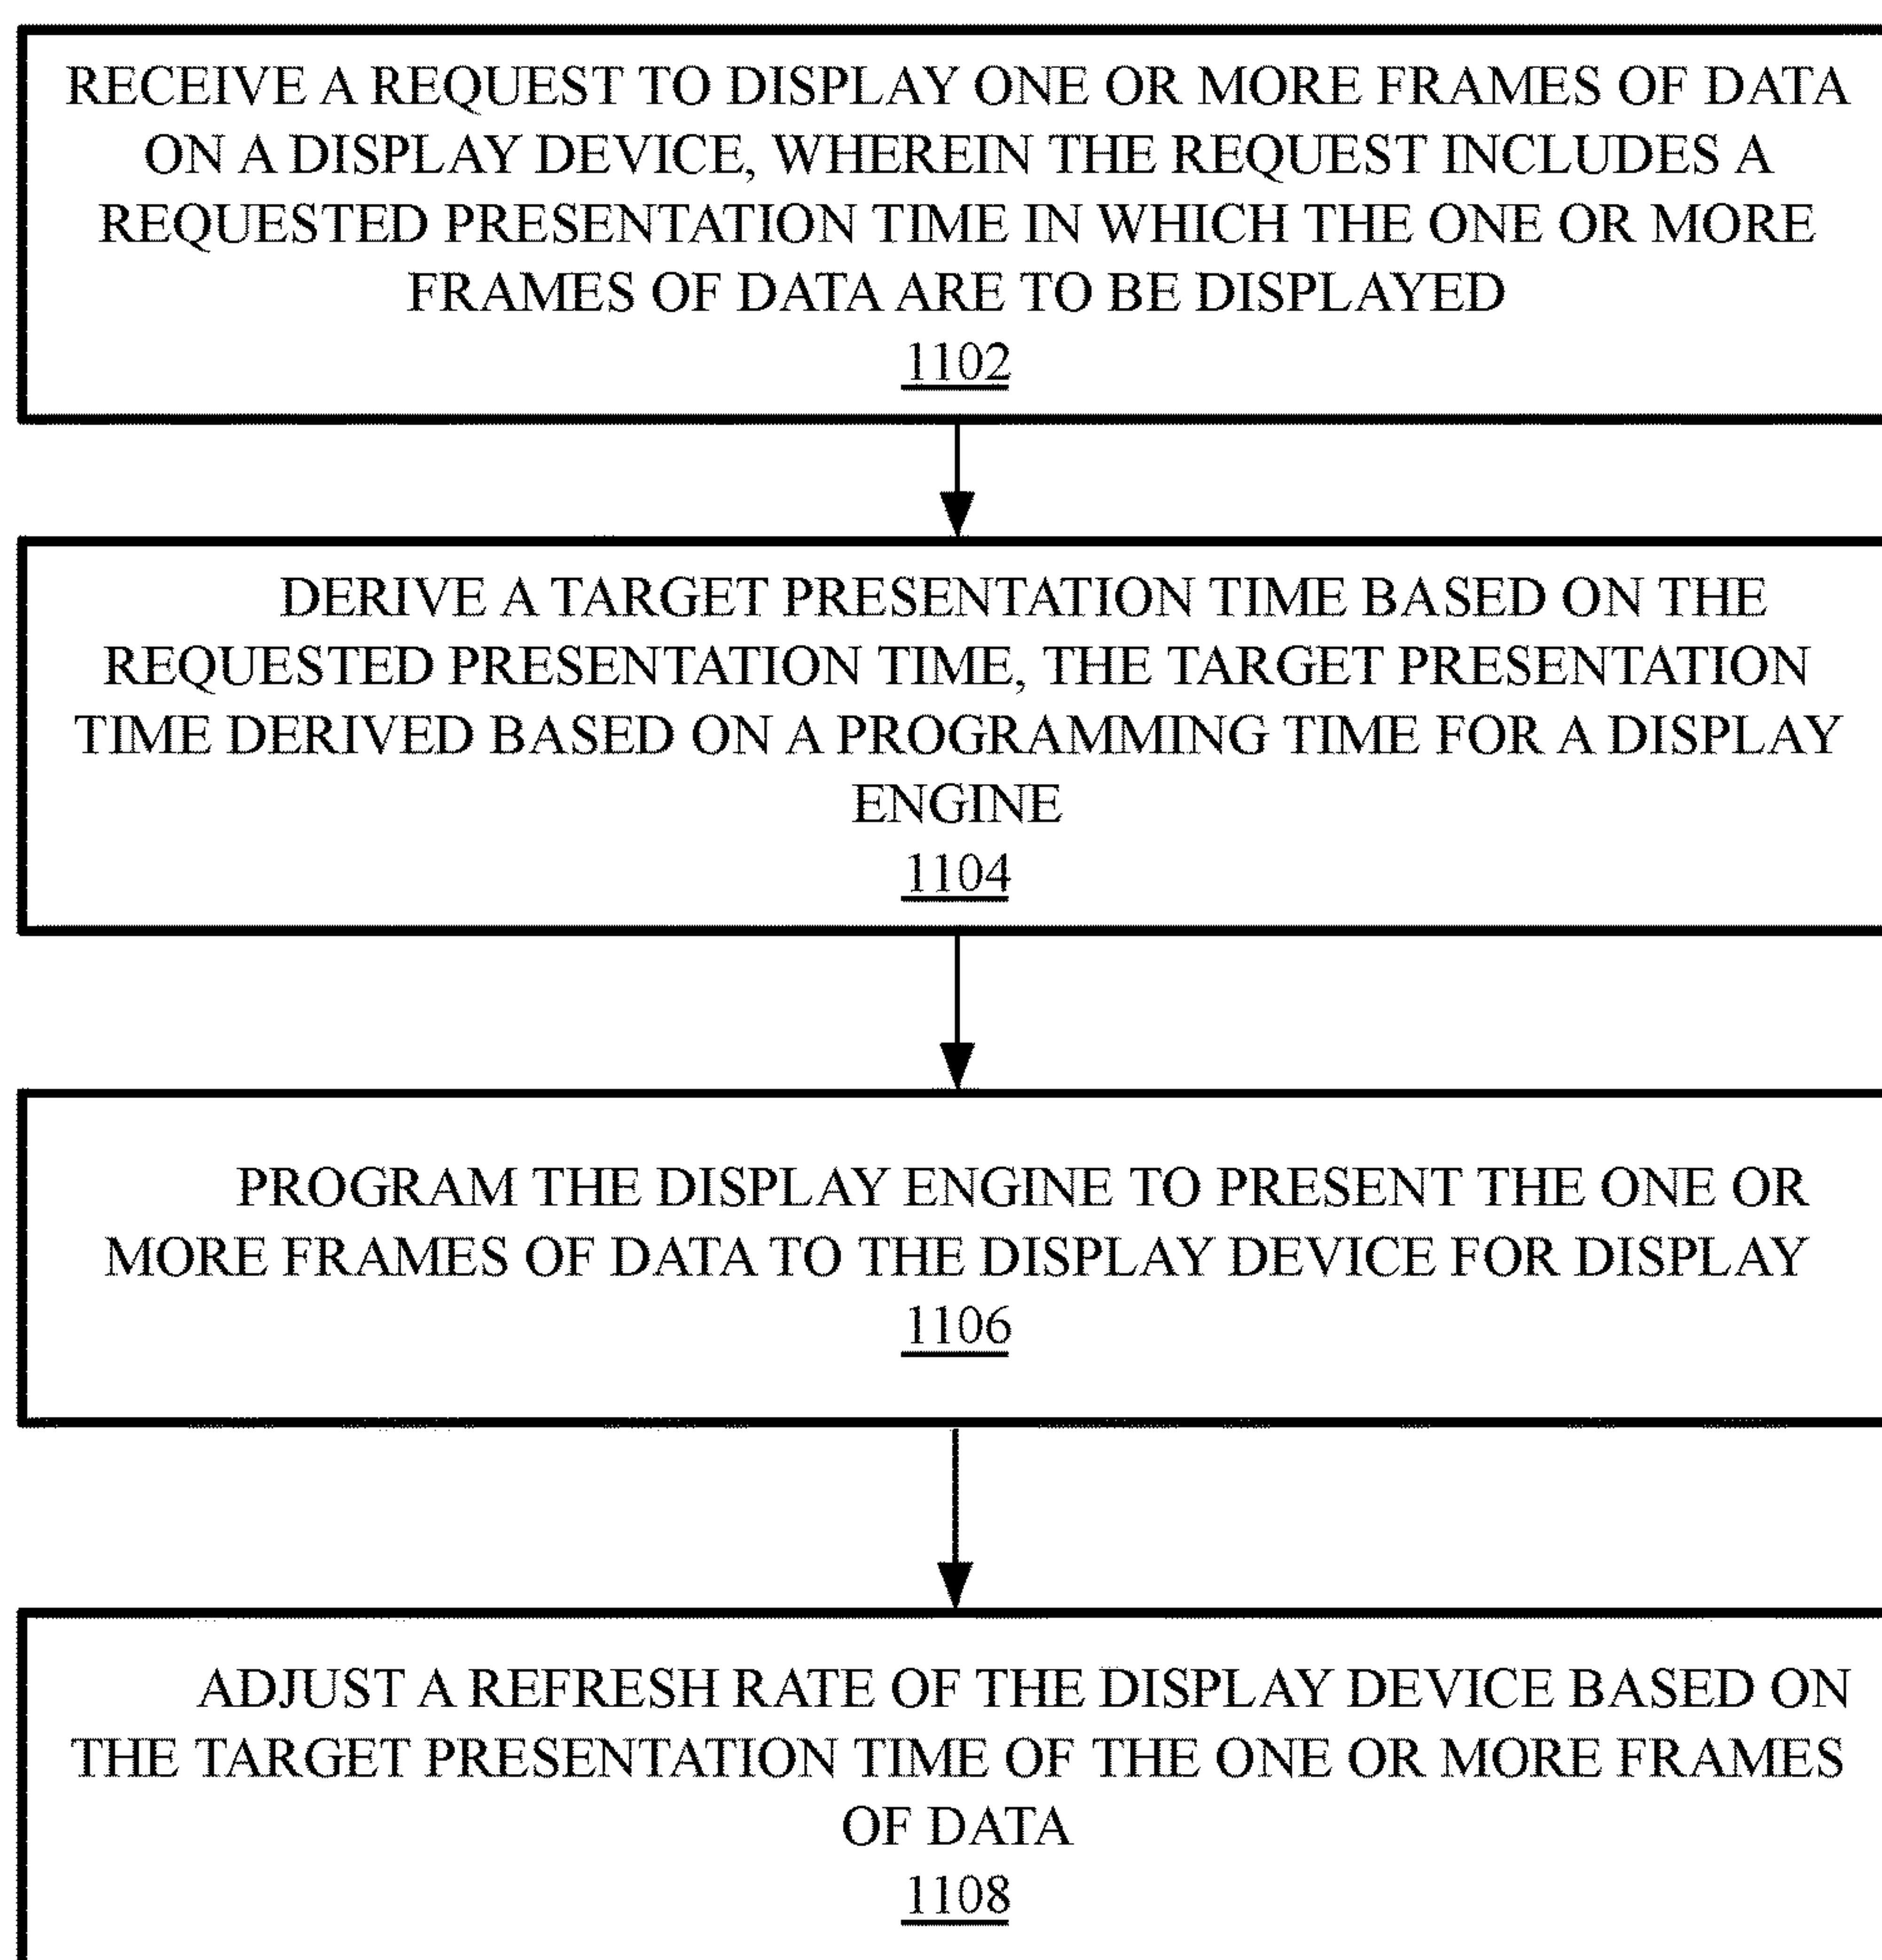 RECEIVE A REQUEST TO DISPLAY ONE OR MORE FRAMES OF DATA
ON A DISPLAY DEVICE, WHEREIN THE REQUEST INCLUDES A
REQUESTED PRESENTATION TIME IN WHICH THE ONE OR MORE
FRAMES OF DATA ARE TO BE DISPLAYED
1102
DERIVE A TARGET PRESENTATION TIME BASED ON THE
REQUESTED PRESENTATION TIME, THE TARGET PRESENTATION
TIME DERIVED BASED ON A PROGRAMMING TIME FOR A DISPLAY
ENGINE
1104
PROGRAM THE DISPLAY ENGINE TO PRESENT THE ONE OR
MORE FRAMES OF DATA TO THE DISPLAY DEVICE FOR DISPLAY
1106
ADJUST A REFRESH RATE OF THE DISPLAY DEVICE BASED ON
THE TARGET PRESENTATION TIME OF THE ONE OR MORE FRAMES
OF DATA
1108